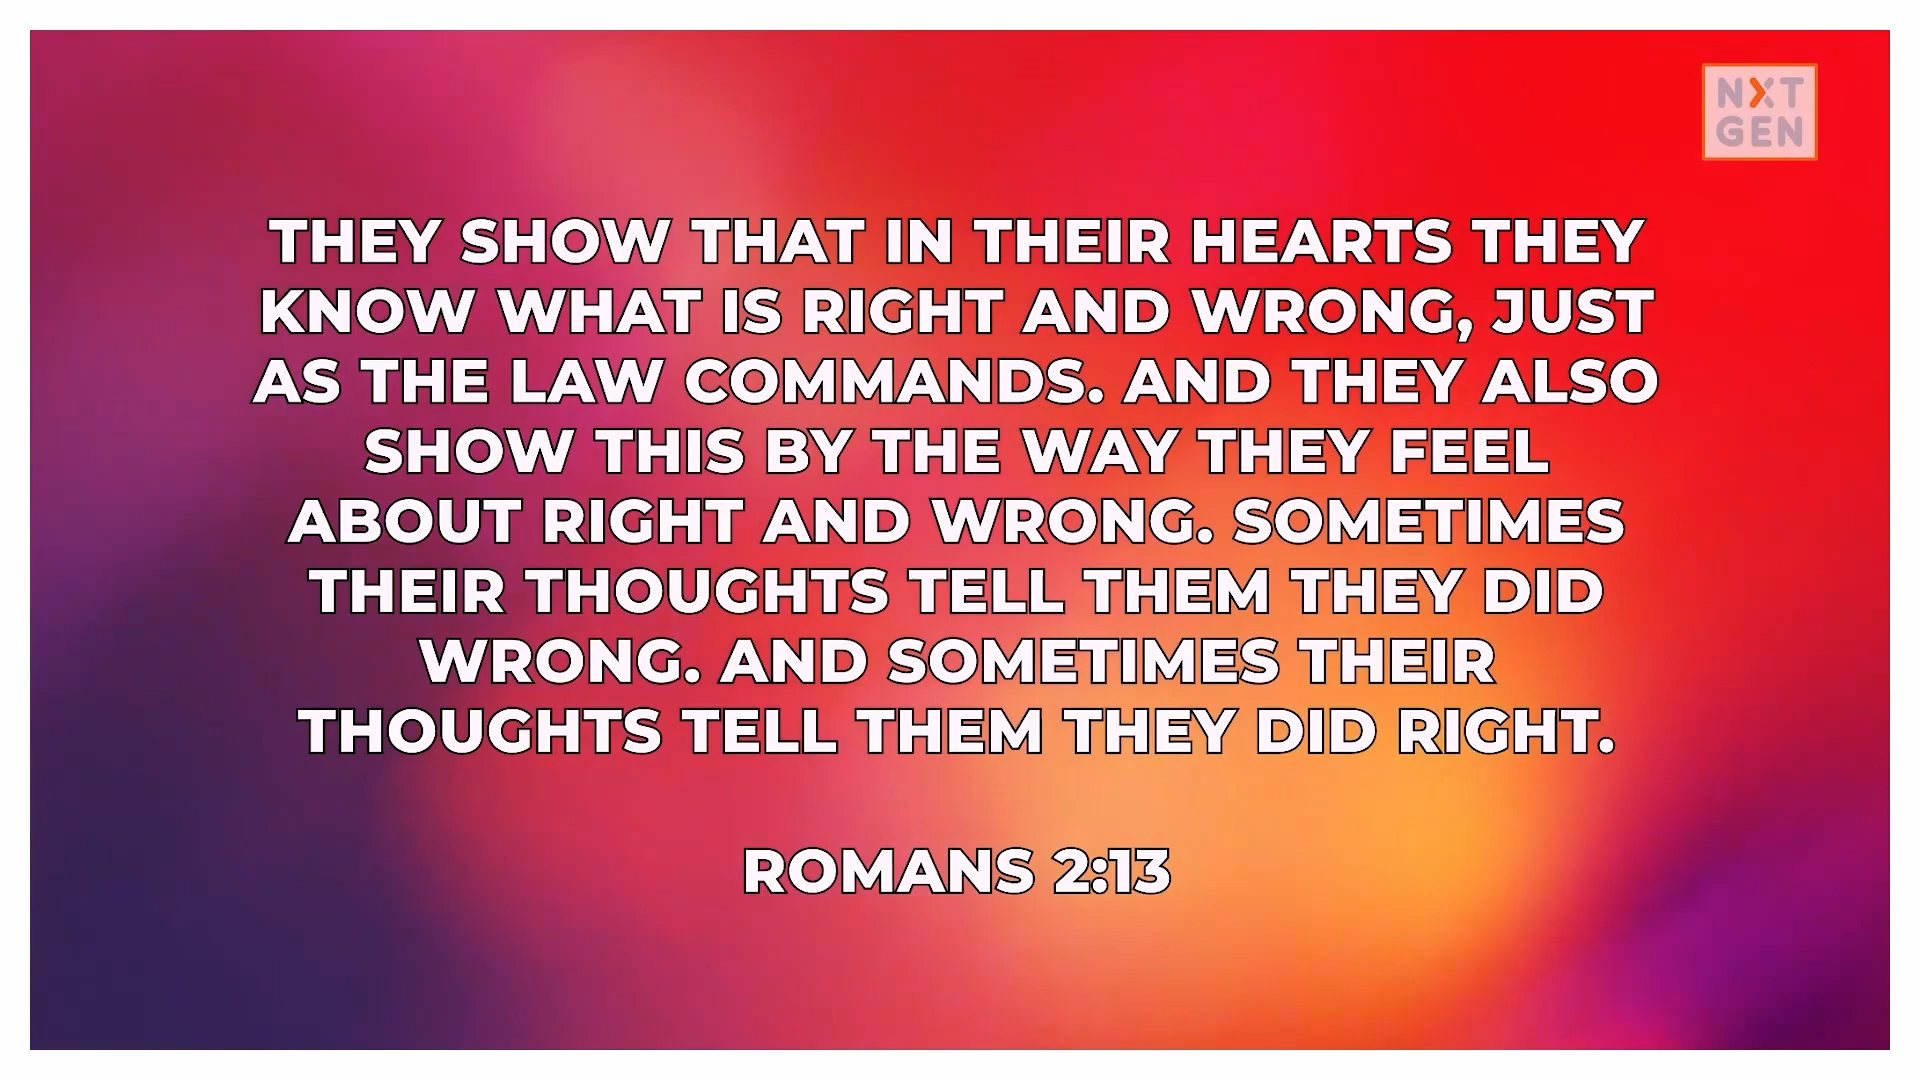 NXT
GEN
THEY SHOW THAT IN THEIR HEARTS THEY
KNOW WHAT IS RIGHT AND WRONG, JUST
AS THE LAW COMMANDS. AND THEY ALSO
SHOW THIS BY THE WAY THEY FEEL
ABOUT RIGHT AND WRONG. SOMETIMES
THEIR THOUGHTS TELL THEM THEY DID
WRONG. AND SOMETIMES THEIR
THOUGHTS TELL THEM THEY DID RIGHT.
ROMANS 2:13